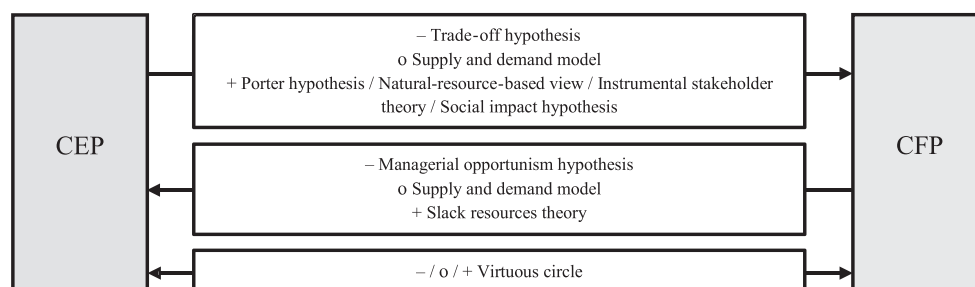 – Trade-off hypothesis
o Supply and demand model
+ Porter hypothesis / Natural-resource-based view / Instrumental stakeholder
theory / Social impact hypothesis
CEP
CFP
– Managerial opportunism hypothesis
o Supply and demand model
+ Slack resources theory
– / o / + Virtuous circle